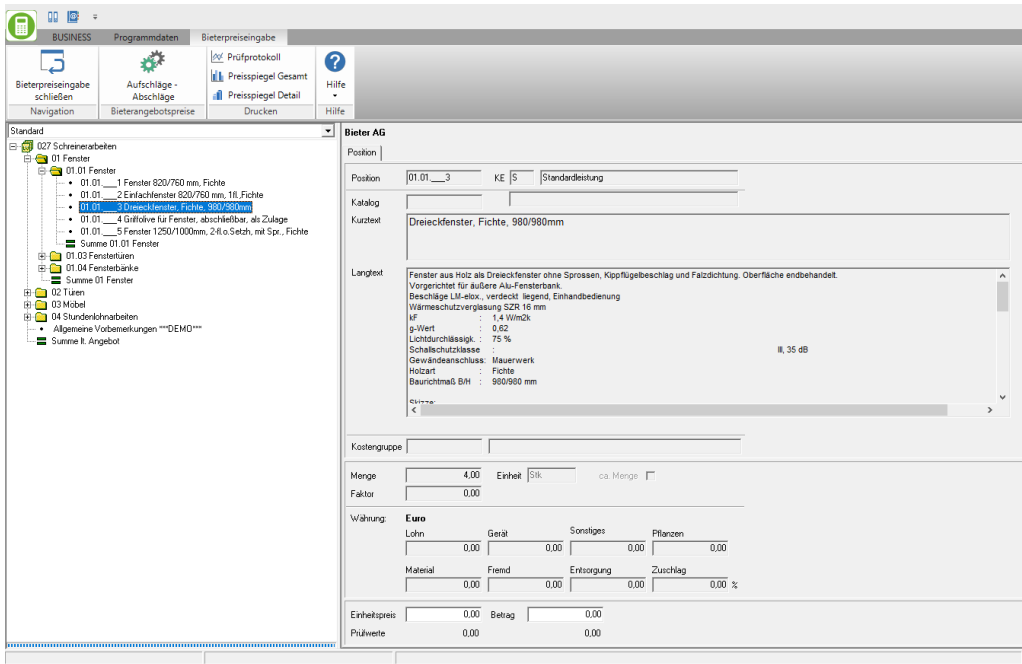 BUSINESS Programmdaten Bieterpreiseingabe
Bieterpreiseingabe schließen
Navigation
Aufschläge - Abschläge
Bieterangebotspreise
Prüfprotokoll
Preisspiegel Gesamt
Preisspiegel Detail
Drucken
Hilfe
Hilfe
Standard
027 Schreinerarbeiten
01 Fenster
01.01 Fenster
01.01.___1 Fenster 820/760 mm, Fichte
01.01.___2 Einfachfenster 820/760 mm, 1fl.,Fichte
01.01.___3 Dreieckfenster, Fichte, 980/980mm
01.01.___4 Griffolive für Fenster, abschließbar, als Zulage
01.01.___5 Fenster 1250/1000mm, 2-fl.o.Setzh, mit Spr., Fichte
Summe 01.01 Fenster
01.03 Fenstertüren
01.04 Fensterbänke
Summe 01 Fenster
02 Türen
03 Möbel
04 Stundenlohnarbeiten
Allgemeine Vorbemerkungen ***DEMO***
Summe lt. Angebot
Bieter AG
Position
Position 01.01.___3 KE S Standardleistung
Katalog
Kurztext Dreieckfenster, Fichte, 980/980mm
Langtext Fenster aus Holz als Dreieckfenster ohne Sprossen, Kippflügelbeschlag und Falzdichtung. Oberfläche endbehandelt.
Vorgerichtet für äußere Alu-Fensterbank.
Beschläge LM-elox., verdeckt liegend, Einhandbedienung
Wärmeschutzverglasung SZR 16 mm
kF : 1,4 W/m2k
g-Wert : 0,62
Lichtdurchlässigk. : 75 %
Schallschutzklasse : III, 35 dB
Gewändeanschluss: Mauerwerk
Holzart : Fichte
Baurichtmaß B/H : 980/980 mm
Skizze:
Kostengruppe
Menge 4,00 Einheit Stk ca. Menge
Faktor 0,00
Währung: Euro
Lohn Gerät Sonstiges Pflanzen
0,00 0,00 0,00 0,00
Material Fremd Entsorgung Zuschlag
0,00 0,00 0,00 0,00 %
Einheitspreis 0,00 Betrag 0,00
Prüfwerte 0,00 0,00